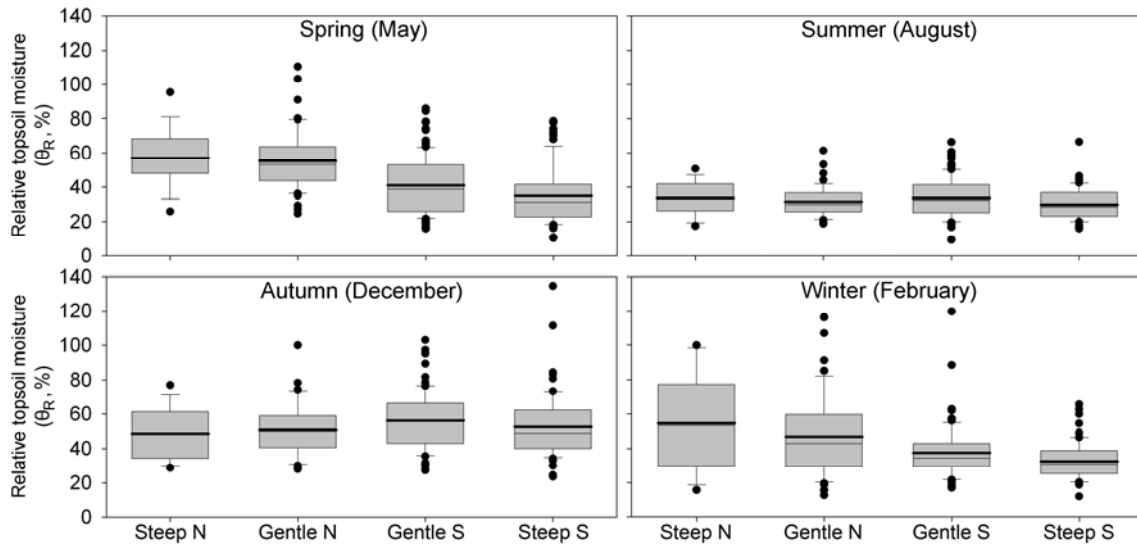 Relative topsoil moisture
(θR, %)
140
120
100
80
60
40
20
0
Spring (May)
Summer (August)
Relative topsoil moisture
(θR, %)
140
120
100
80
60
40
20
0
Autumn (December)
Winter (February)
Steep N
Gentle N
Gentle S
Steep S
Steep N
Gentle N
Gentle S
Steep S